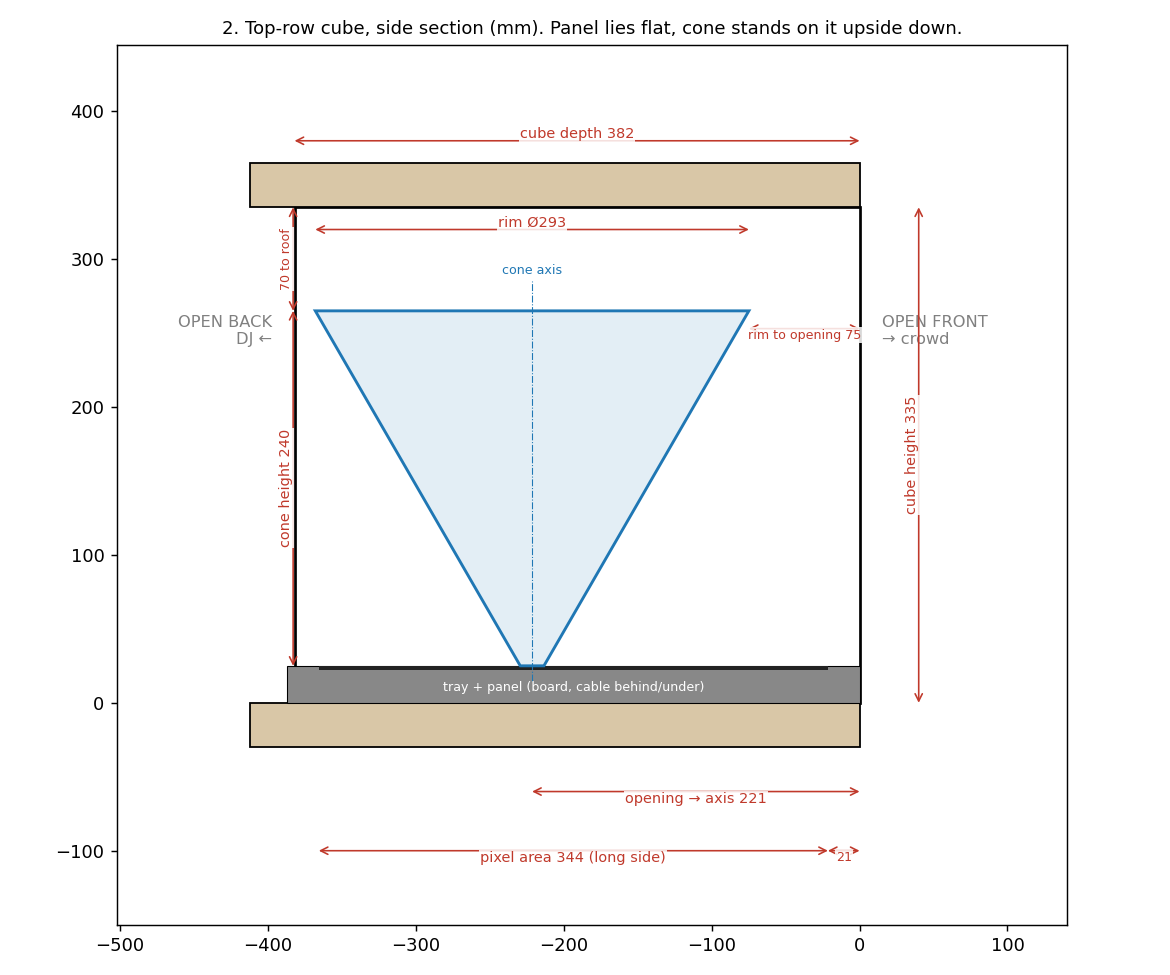 2. Top-row cube, side section (mm). Panel lies flat, cone stands on it upside down.
400
300
200
100
0
−100
cube depth 382
rim Ø293
70 to roof
cone axis
OPEN BACK
DJ ←
rim to opening 75
OPEN FRONT
→ crowd
cone height 240
cube height 335
tray + panel (board, cable behind/under)
opening → axis 221
pixel area 344 (long side)
21
−500
−400
−300
−200
−100
0
100